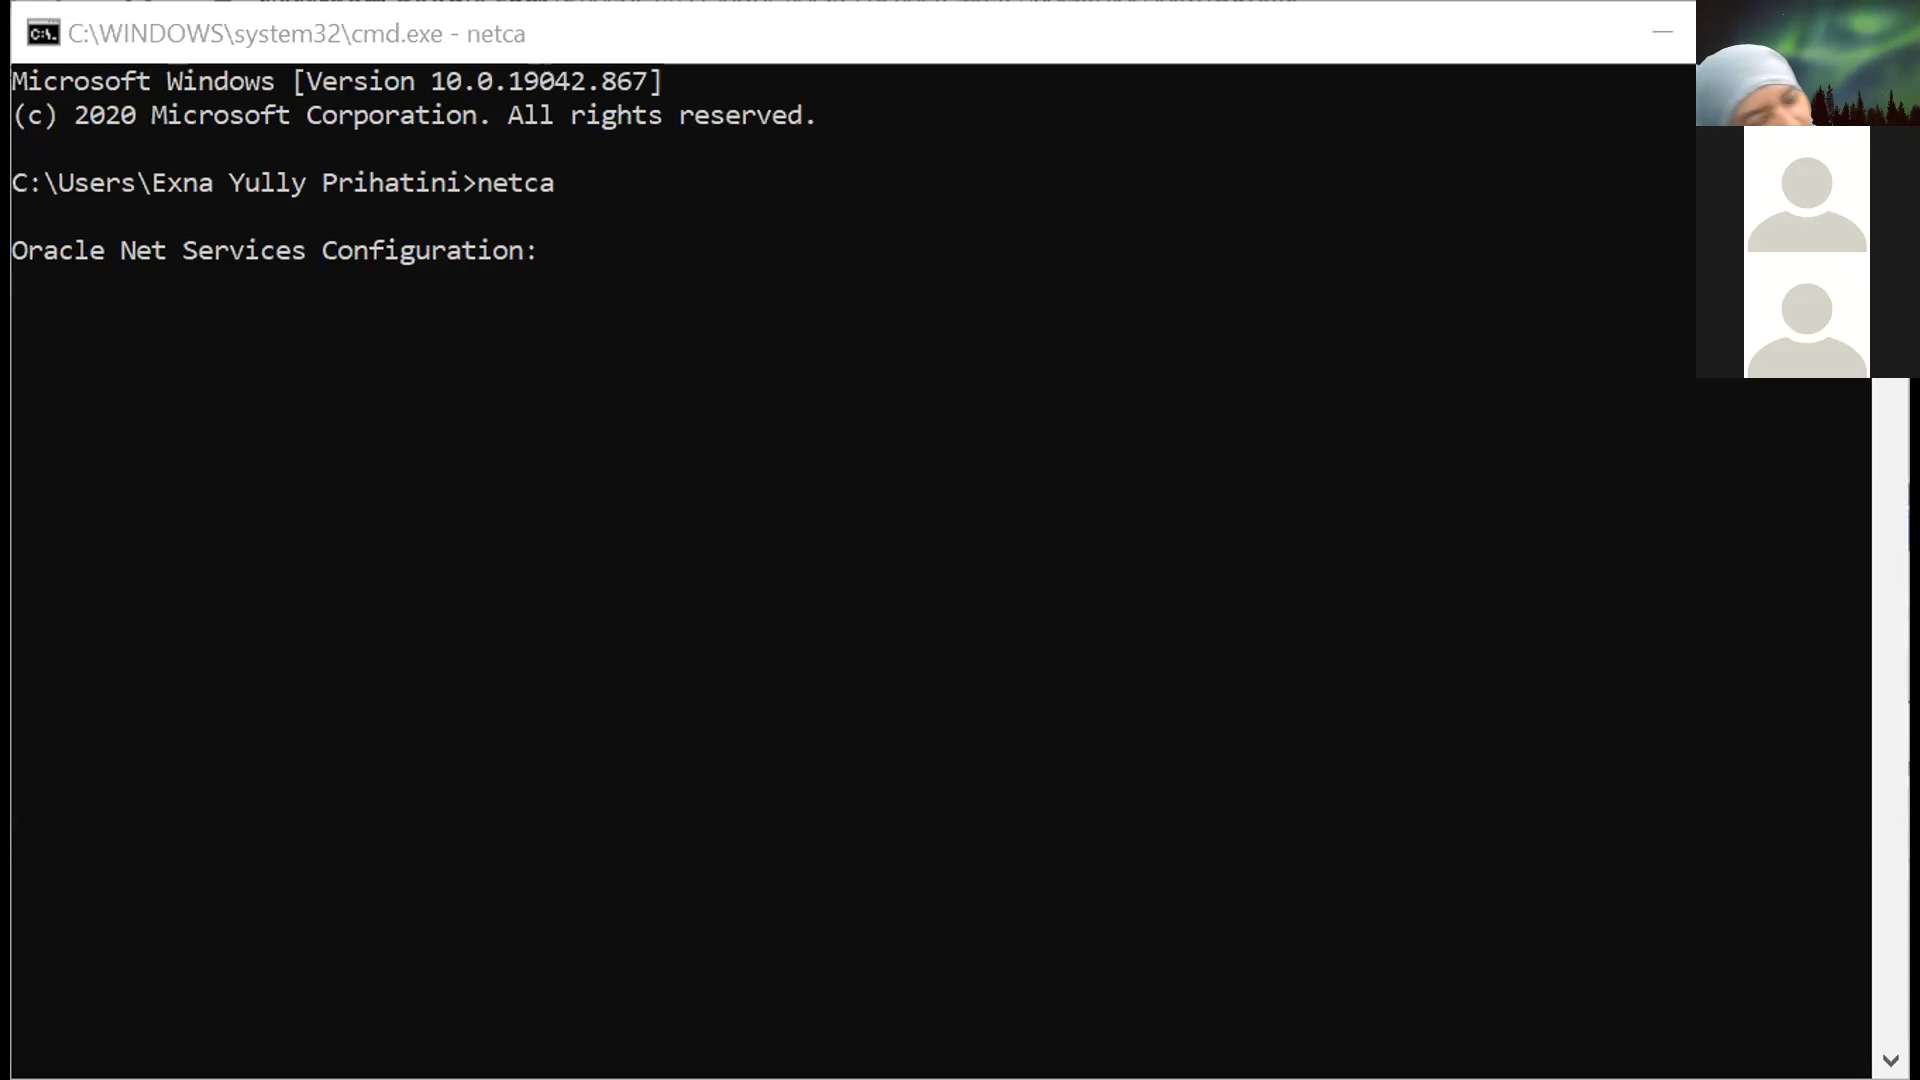 C:\WINDOWS\system32\cmd.exe - netca
Microsoft Windows [Version 10.0.19042.867]
(c) 2020 Microsoft Corporation. All rights reserved.
C:\Users\Exna Yully Prihatini>netca
Oracle Net Services Configuration: